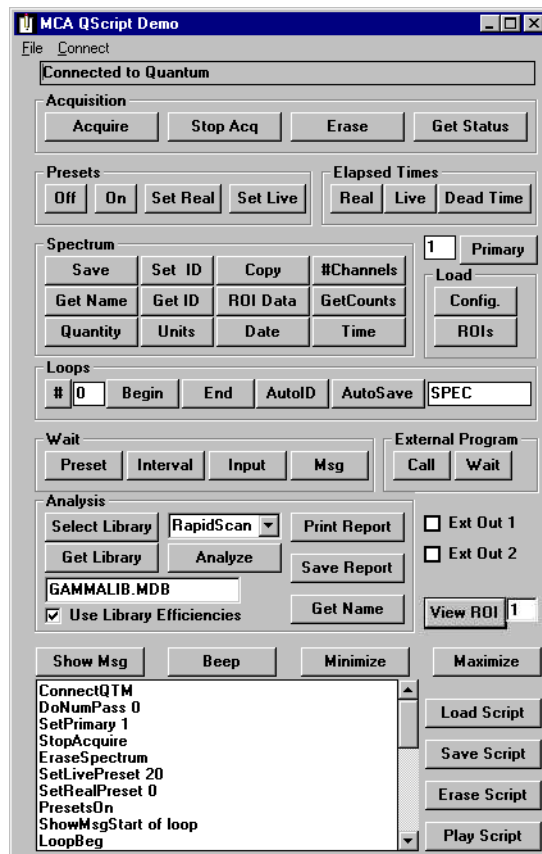 MCA QScript Demo
File Connect
Connected to Quantum
Acquisition
Acquire Stop Acq Erase Get Status
Presets Elapsed Times
Off On Set Real Set Live Real Live Dead Time
Spectrum 1 Primary
Save Set ID Copy #Channels Load
Get Name Get ID ROI Data GetCounts Config.
Quantity Units Date Time ROIs
Loops
# 0 Begin End AutoID AutoSave SPEC
Wait External Program
Preset Interval Input Msg Call Wait
Analysis
Select Library RapidScan Print Report Ext Out 1
Get Library Analyze Save Report Ext Out 2
GAMMALIB.MDB
Use Library Efficiencies Get Name View ROI 1
Show Msg Beep Minimize Maximize
ConnectQTM
DoNumPass 0
SetPrimary 1
StopAcquire
EraseSpectrum
SetLivePreset 20
SetRealPreset 0
PresetsOn
ShowMsgStart of loop
LoopBeg
Load Script
Save Script
Erase Script
Play Script